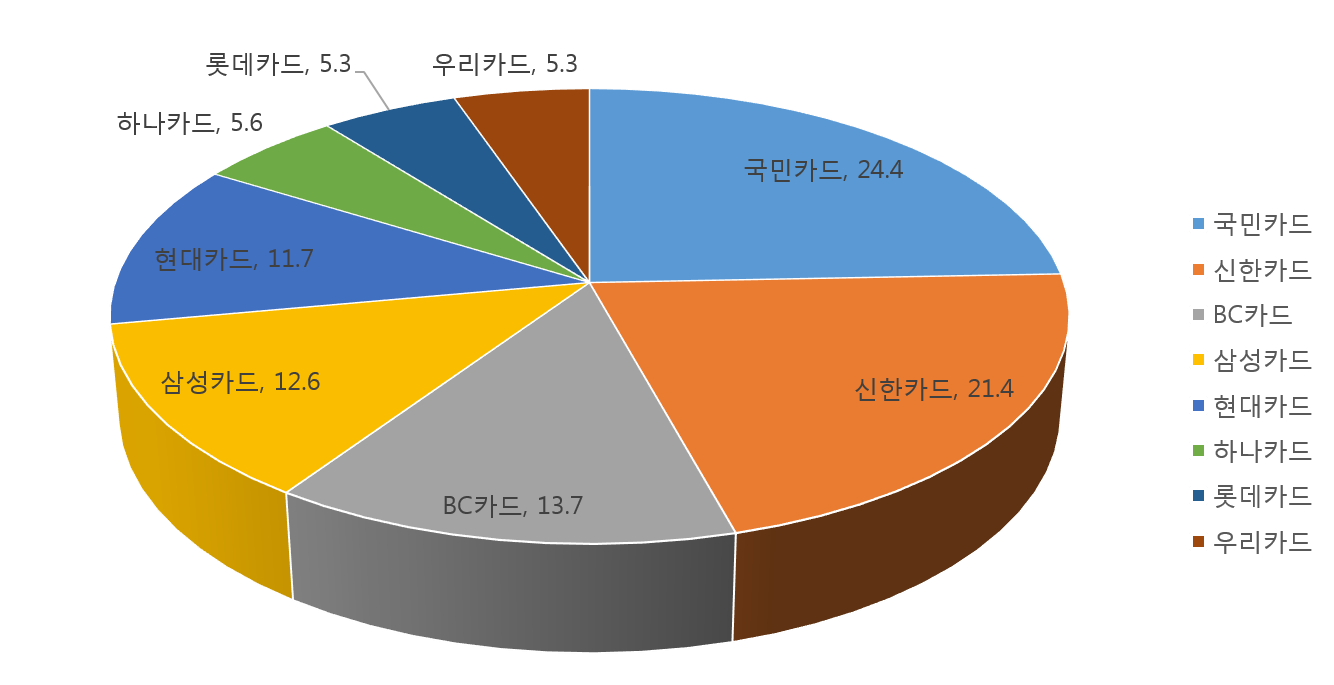 롯데카드, 5.3
우리카드, 5.3
하나카드, 5.6
국민카드, 24.4
현대카드, 11.7
삼성카드, 12.6
신한카드, 21.4
BC카드, 13.7
국민카드
신한카드
BC카드
삼성카드
현대카드
하나카드
롯데카드
우리카드